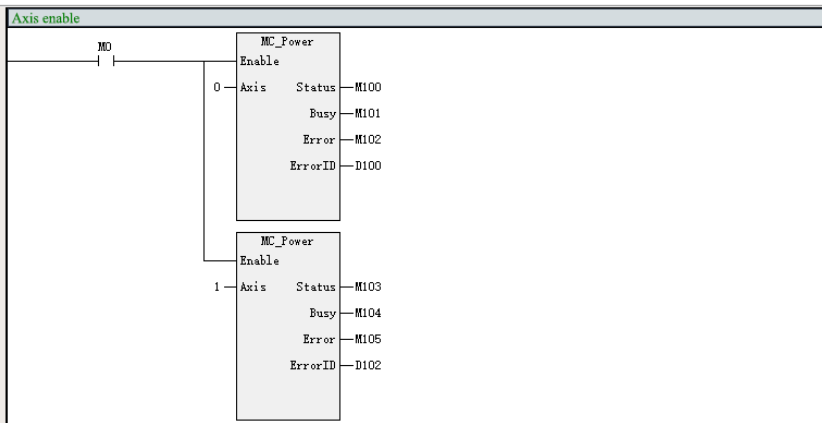 Axis enable
M0
MC_Power
Enable
0 Axis Status M100
Busy M101
Error M102
ErrorID D100
MC_Power
Enable
1 Axis Status M103
Busy M104
Error M105
ErrorID D102